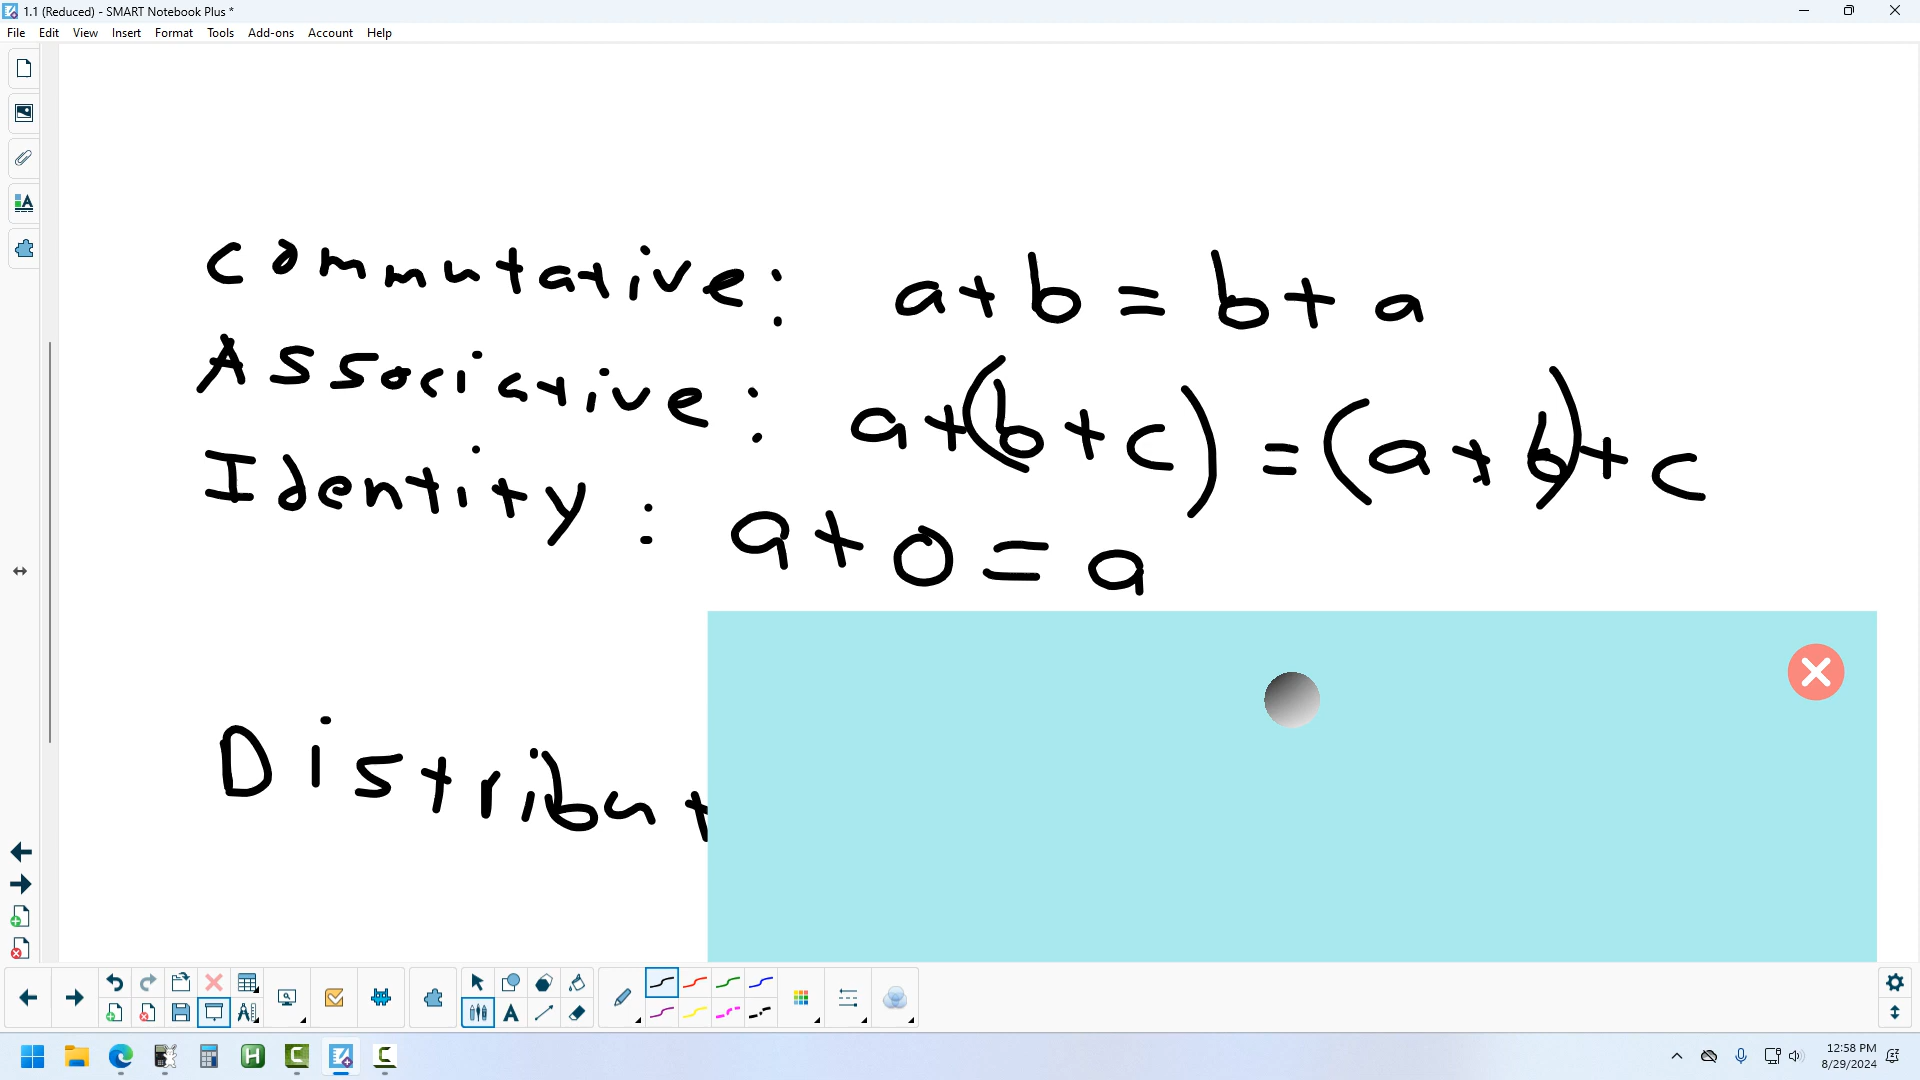 1.1 (Reduced) - SMART Notebook Plus *
File Edit View Insert Format Tools Add-ons Account Help
Commutative: a+b = b+a
Associative: a+(b+c) = (a+b)+c
Identity: a+0=a
Distribut
12:58 PM
8/29/2024